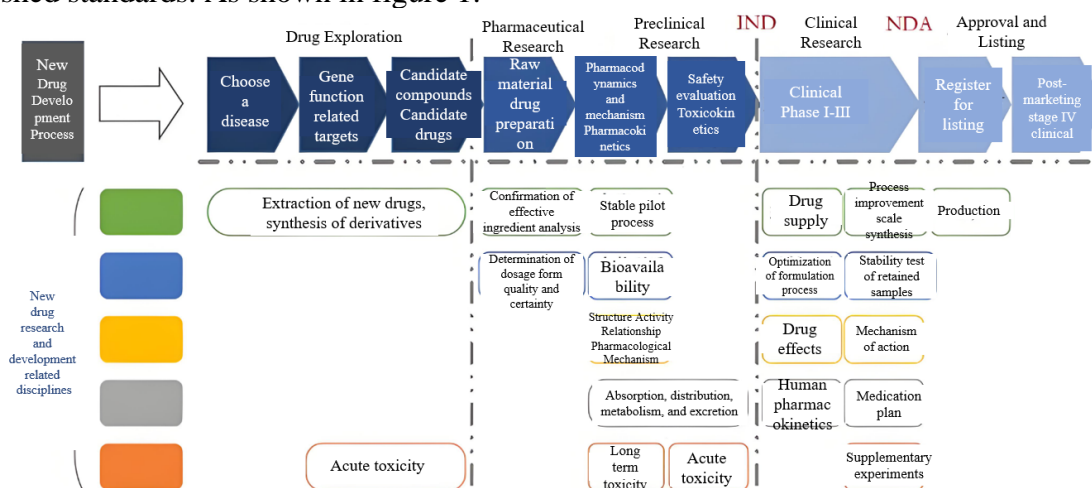 shed standards. As shown in figure 1.
Drug Exploration
Pharmaceutical
Research
Preclinical
Research
IND
Clinical
Research
NDA
Approval and
Listing
New
Drug
Develo
pment
Process
Choose
a
disease
Gene
function
related
targets
Candidate
compounds
Candidate
drugs
Raw
material
drug
preparati
on
Pharmacod
ynamics
and
mechanism
Pharmacoki
netics
Safety
evaluation
Toxicokin
etics
Clinical
Phase I-III
Register
for
listing
Post-
marketing
stage IV
clinical
New
drug
research
and
development
related
disciplines
Extraction of new drugs,
synthesis of derivatives
Confirmation of
effective
ingredient analysis
Stable pilot
process
Drug
supply
Process
improvement
scale
synthesis
Production
Determination of
dosage form
quality and
certainty
Bioavaila
bility
Optimization
of formulation
process
Stability test
of retained
samples
Structure Activity
Relationship
Pharmacological
Mechanism
Drug
effects
Mechanism
of action
Absorption, distribution,
metabolism, and excretion
Human
pharmac
okinetics
Medication
plan
Acute toxicity
Long
term
toxicity
Acute
toxicity
Supplementary
experiments